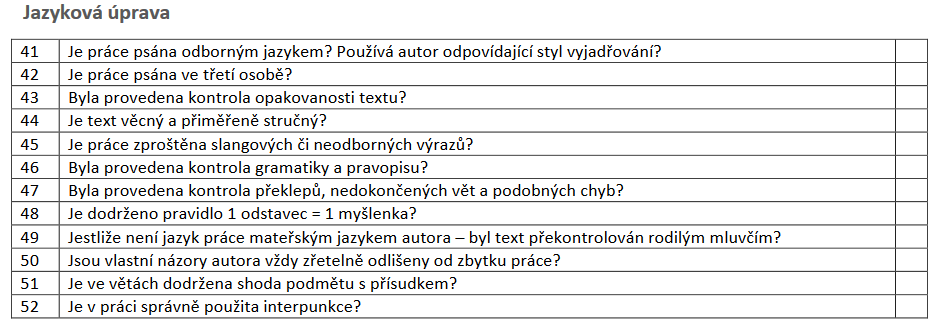 Jazyková úprava
41 Je práce psána odborným jazykem? Používá autor odpovídající styl vyjadřování?
42 Je práce psána ve třetí osobě?
43 Byla provedena kontrola opakovanosti textu?
44 Je text věcný a přiměřeně stručný?
45 Je práce zproštěna slangových či neodborných výrazů?
46 Byla provedena kontrola gramatiky a pravopisu?
47 Byla provedena kontrola překlepů, nedokončených vět a podobných chyb?
48 Je dodrženo pravidlo 1 odstavec = 1 myšlenka?
49 Jestliže není jazyk práce mateřským jazykem autora – byl text překontrolován rodilým mluvčím?
50 Jsou vlastní názory autora vždy zřetelně odlišeny od zbytku práce?
51 Je ve větách dodržena shoda podmětu s přísudkem?
52 Je v práci správně použita interpunkce?